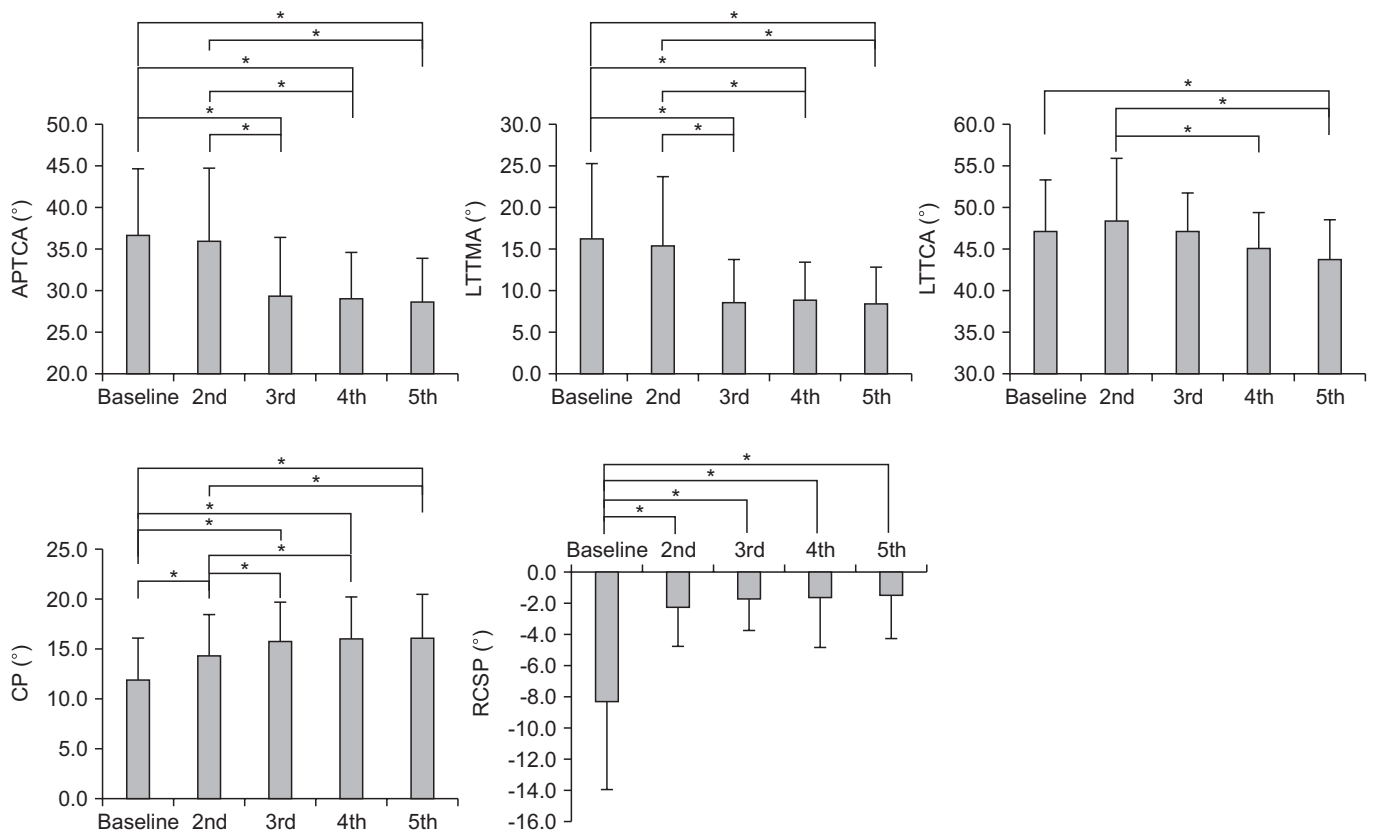 * * * * * *
APTCA (°)
50.0
45.0
40.0
35.0
30.0
25.0
20.0
Baseline 2nd 3rd 4th 5th
* * * * * *
LTTMA (°)
30.0
25.0
20.0
15.0
10.0
5.0
0.0
Baseline 2nd 3rd 4th 5th
* * *
LTTCA (°)
60.0
55.0
50.0
45.0
40.0
35.0
30.0
Baseline 2nd 3rd 4th 5th
* * * * * * *
CP (°)
25.0
20.0
15.0
10.0
5.0
0.0
Baseline 2nd 3rd 4th 5th
* * * *
Baseline 2nd 3rd 4th 5th
RCSP (°)
0.0
-2.0
-4.0
-6.0
-8.0
-10.0
-12.0
-14.0
-16.0